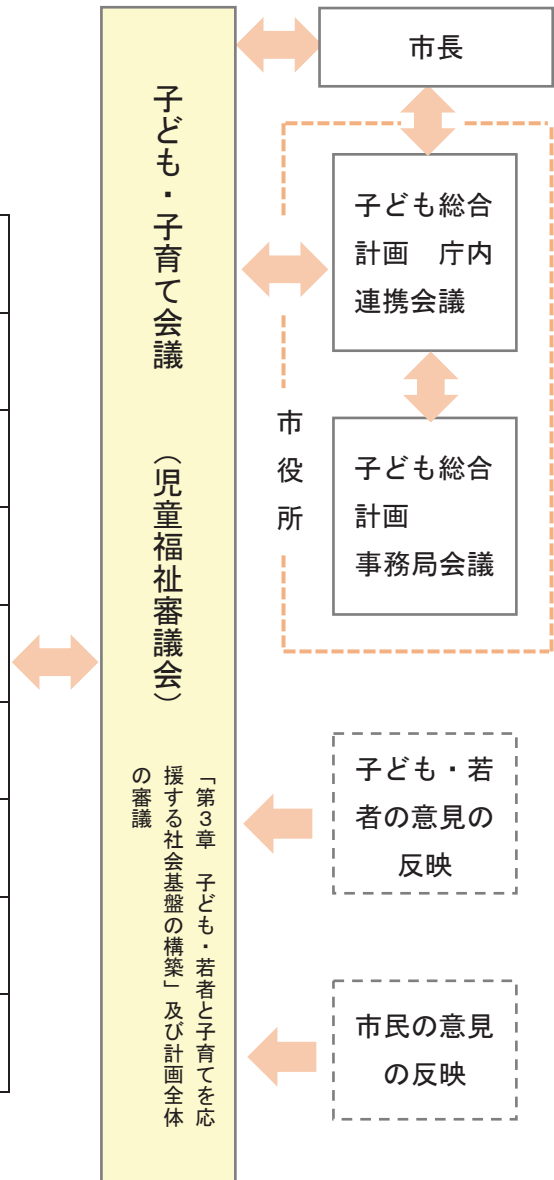 子ども・子育て会議
（児童福祉審議会）
「第3章　子ども・若者と子育てを応
援する社会基盤の構築」及び計画全体
の審議
市長
市役所
子ども総合
計画　庁内
連携会議
子ども総合
計画
事務局会議
子ども・若
者の意見の
反映
市民の意見
の反映